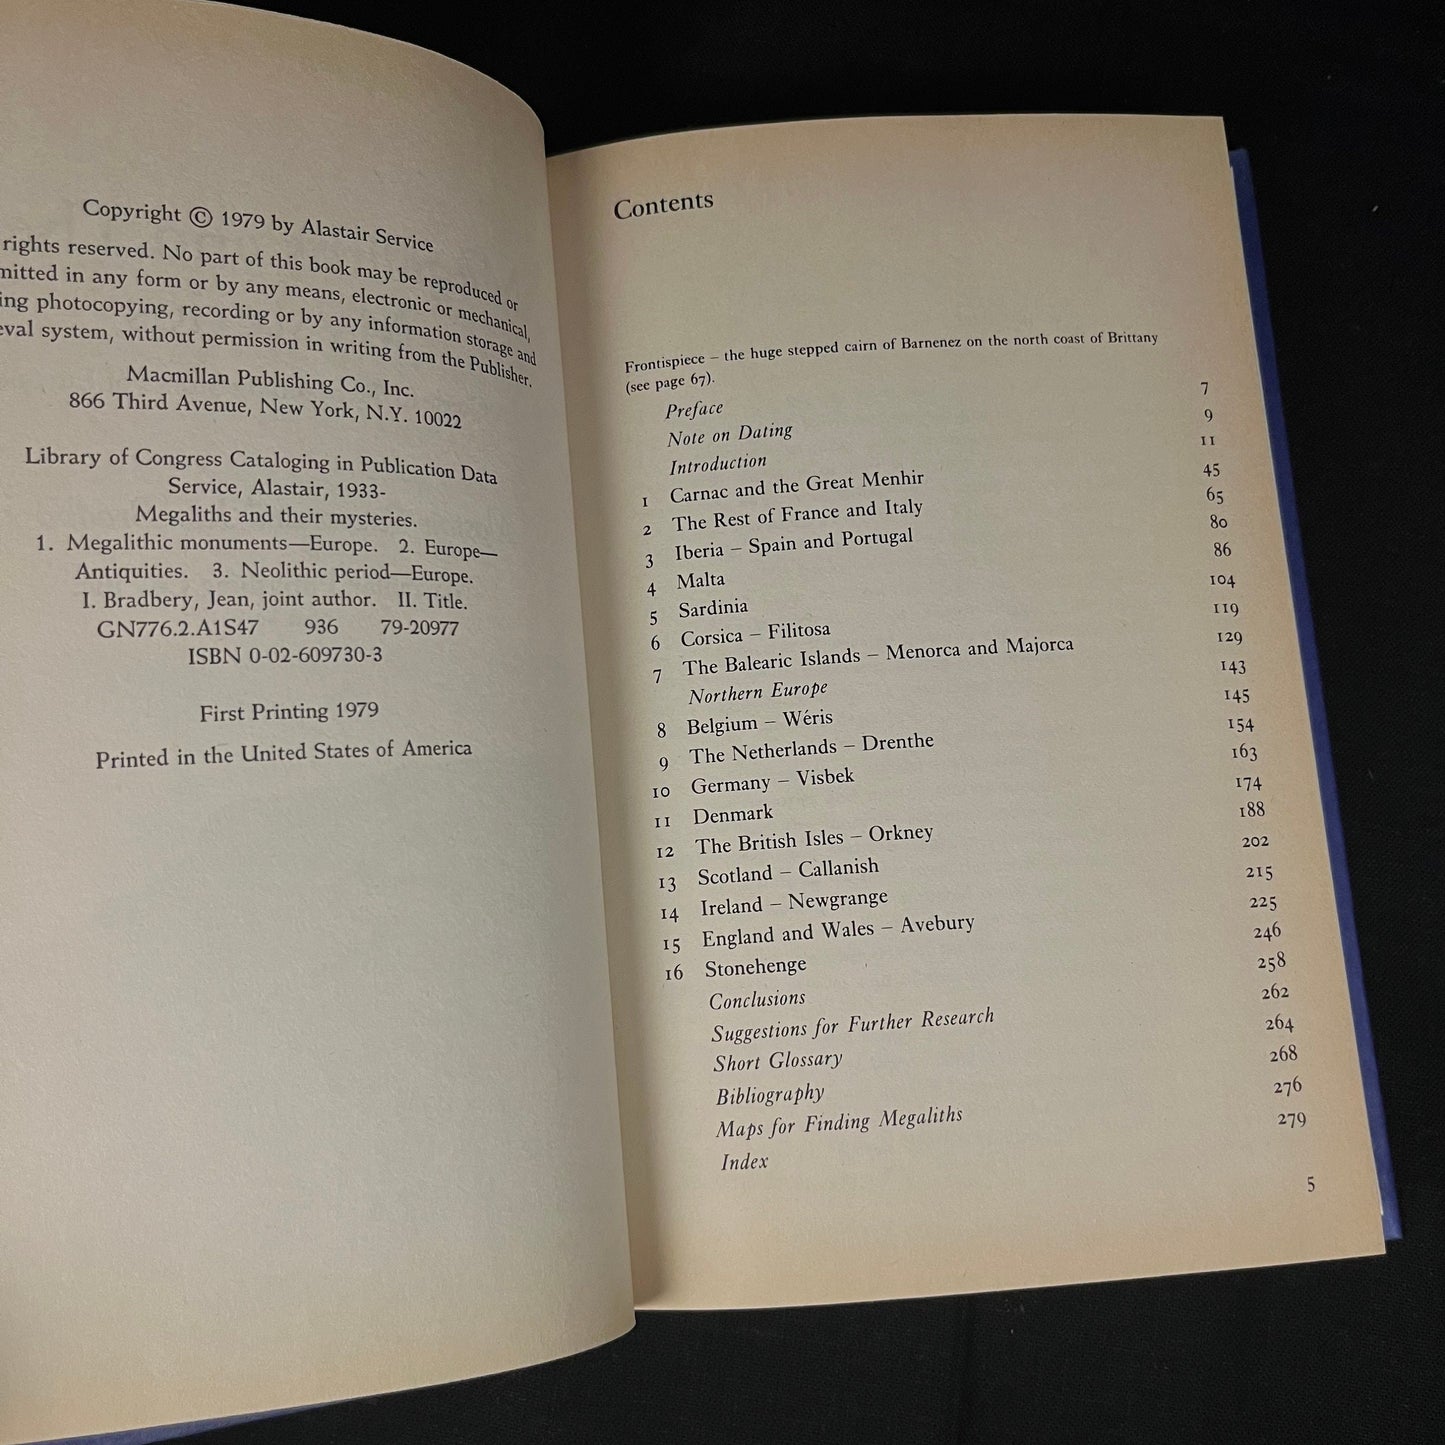 Copyright © 1979 by Alastair Service
rights reserved. No part of this book may be reproduced or
mitted in any form or by any means, electronic or mechanical,
ing photocopying, recording or by any information storage and
eval system, without permission in writing from the Publisher.
Macmillan Publishing Co., Inc.
866 Third Avenue, New York, N.Y. 10022
Library of Congress Cataloging in Publication Data
Service, Alastair, 1933-
Megaliths and their mysteries.
1. Megalithic monuments—Europe. 2. Europe—
Antiquities. 3. Neolithic period—Europe.
I. Bradbery, Jean, joint author. II. Title.
GN776.2.A1S47 936 79-20977
ISBN 0-02-609730-3
First Printing 1979
Printed in the United States of America
Contents
Frontispiece – the huge stepped cairn of Barnenez on the north coast of Brittany
(see page 67).
Preface 7
Note on Dating 9
Introduction 11
1 Carnac and the Great Menhir 45
2 The Rest of France and Italy 65
3 Iberia – Spain and Portugal 80
4 Malta 86
5 Sardinia 104
6 Corsica – Filitosa 119
7 The Balearic Islands – Menorca and Majorca 129
Northern Europe 143
8 Belgium – Wéris 145
9 The Netherlands – Drenthe 154
10 Germany – Visbek 163
11 Denmark 174
12 The British Isles – Orkney 188
13 Scotland – Callanish 202
14 Ireland – Newgrange 215
15 England and Wales – Avebury 225
16 Stonehenge 246
Conclusions 258
Suggestions for Further Research 262
Short Glossary 264
Bibliography 268
Maps for Finding Megaliths 276
Index 279
5